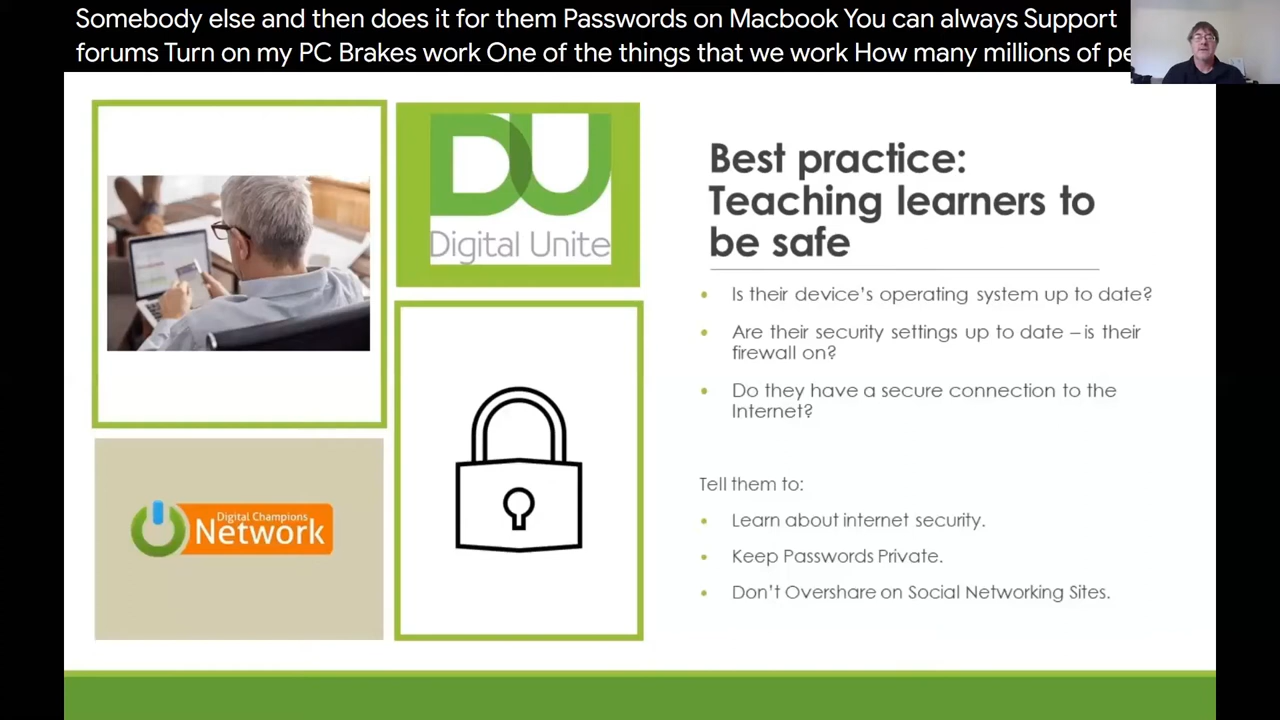 Somebody else and then does it for them Passwords on Macbook You can always Support
forums Turn on my PC Brakes work One of the things that we work How many millions of
DU
Digital Unite
Best practice:
Teaching learners to
be safe
• Is their device's operating system up to date?
• Are their security settings up to date – is their
firewall on?
• Do they have a secure connection to the
Internet?
Tell them to:
• Learn about internet security.
• Keep Passwords Private.
• Don't Overshare on Social Networking Sites.
Digital Champions
Network